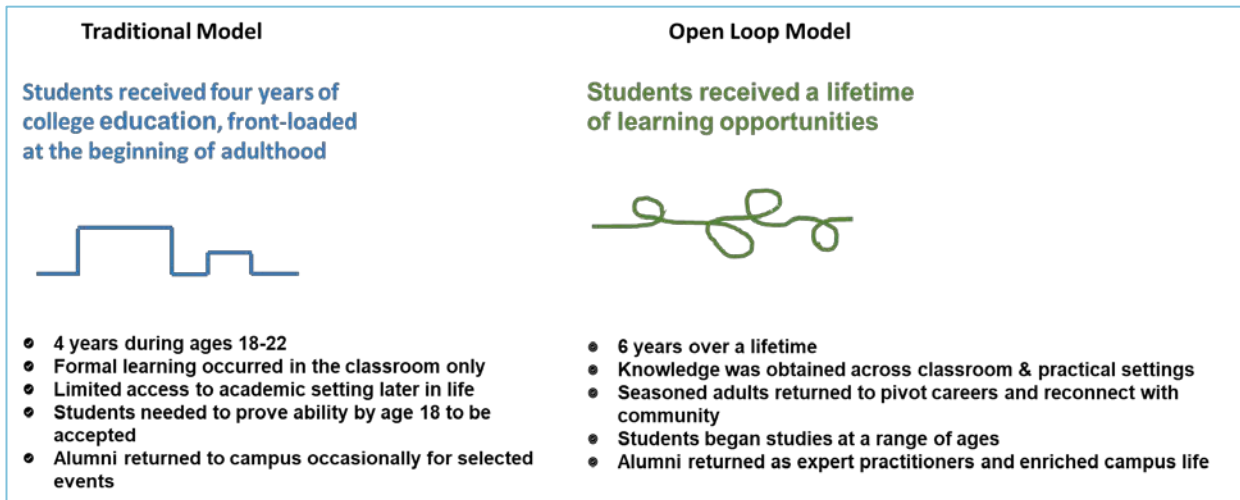 Traditional Model
Students received four years of
college education, front-loaded
at the beginning of adulthood
4 years during ages 18-22
Formal learning occurred in the classroom only
Limited access to academic setting later in life
Students needed to prove ability by age 18 to be
accepted
Alumni returned to campus occasionally for selected
events
Open Loop Model
Students received a lifetime
of learning opportunities
6 years over a lifetime
Knowledge was obtained across classroom & practical settings
Seasoned adults returned to pivot careers and reconnect with
community
Students began studies at a range of ages
Alumni returned as expert practitioners and enriched campus life